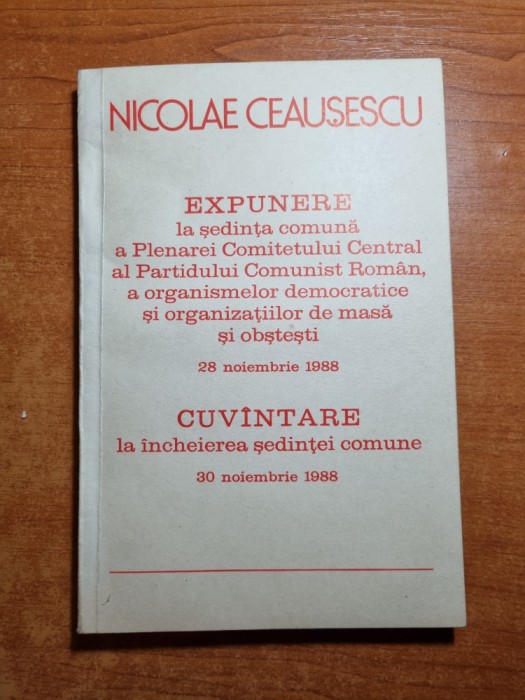 NICOLAE CEAUȘESCU
EXPUNERE
la ședința comună
a Plenarei Comitetului Central
al Partidului Comunist Român,
a organismelor democratice
și organizațiilor de masă
și obștești
28 noiembrie 1988
CUVÎNTARE
la încheierea ședinței comune
30 noiembrie 1988